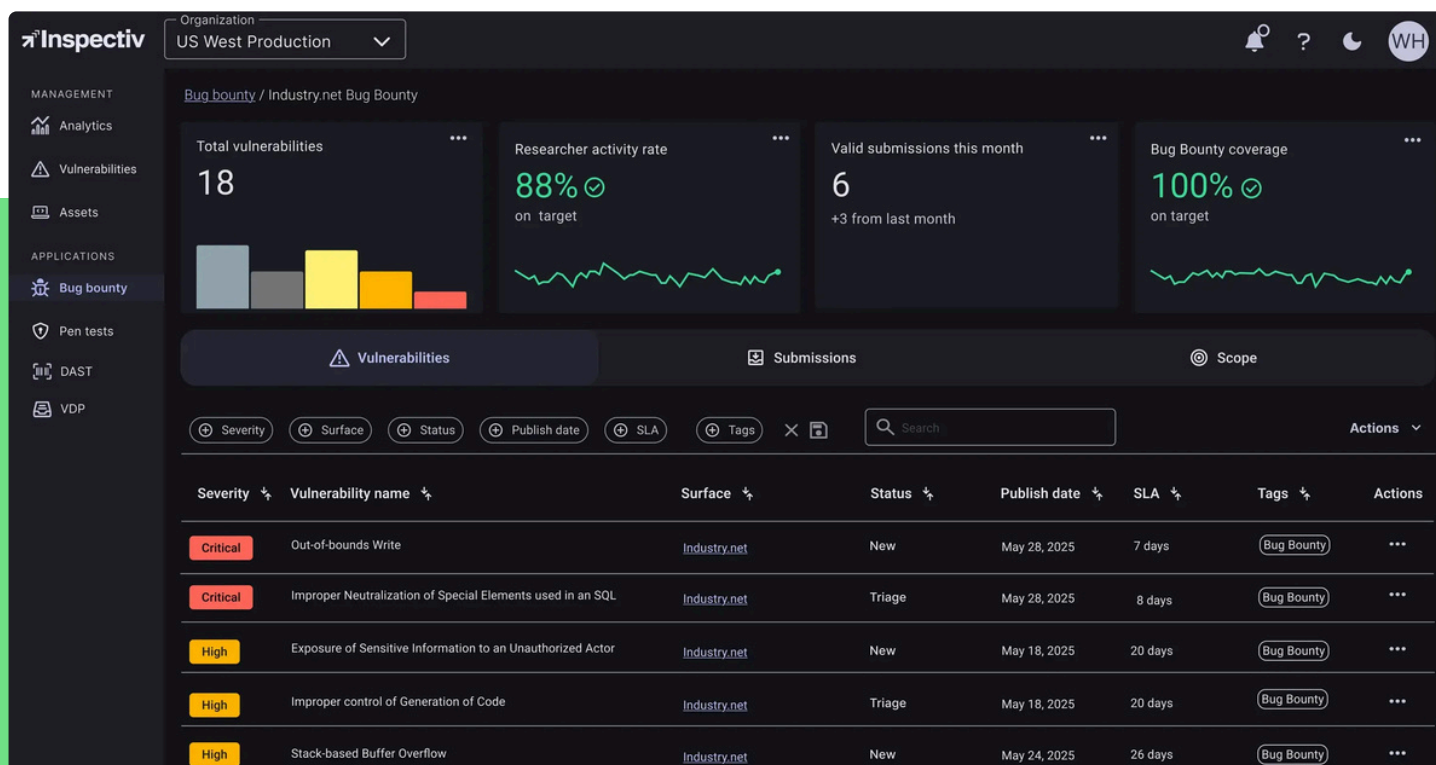 Inspectiv
Organization
US West Production
?
WH
MANAGEMENT
Analytics
Vulnerabilities
Assets
APPLICATIONS
Bug bounty
Pen tests
DAST
VDP
Bug bounty / Industry.net Bug Bounty
Total vulnerabilities
18
Researcher activity rate
88%
on target
Valid submissions this month
6
+3 from last month
Bug Bounty coverage
100%
on target
Vulnerabilities
Submissions
Scope
Severity Surface Status Publish date SLA Tags Search Actions
Severity Vulnerability name Surface Status Publish date SLA Tags Actions
Critical Out-of-bounds Write Industry.net New May 28, 2025 7 days Bug Bounty
Critical Improper Neutralization of Special Elements used in an SQL Industry.net Triage May 28, 2025 8 days Bug Bounty
High Exposure of Sensitive Information to an Unauthorized Actor Industry.net New May 18, 2025 20 days Bug Bounty
High Improper control of Generation of Code Industry.net Triage May 18, 2025 20 days Bug Bounty
High Stack-based Buffer Overflow Industry.net New May 24, 2025 26 days Bug Bounty